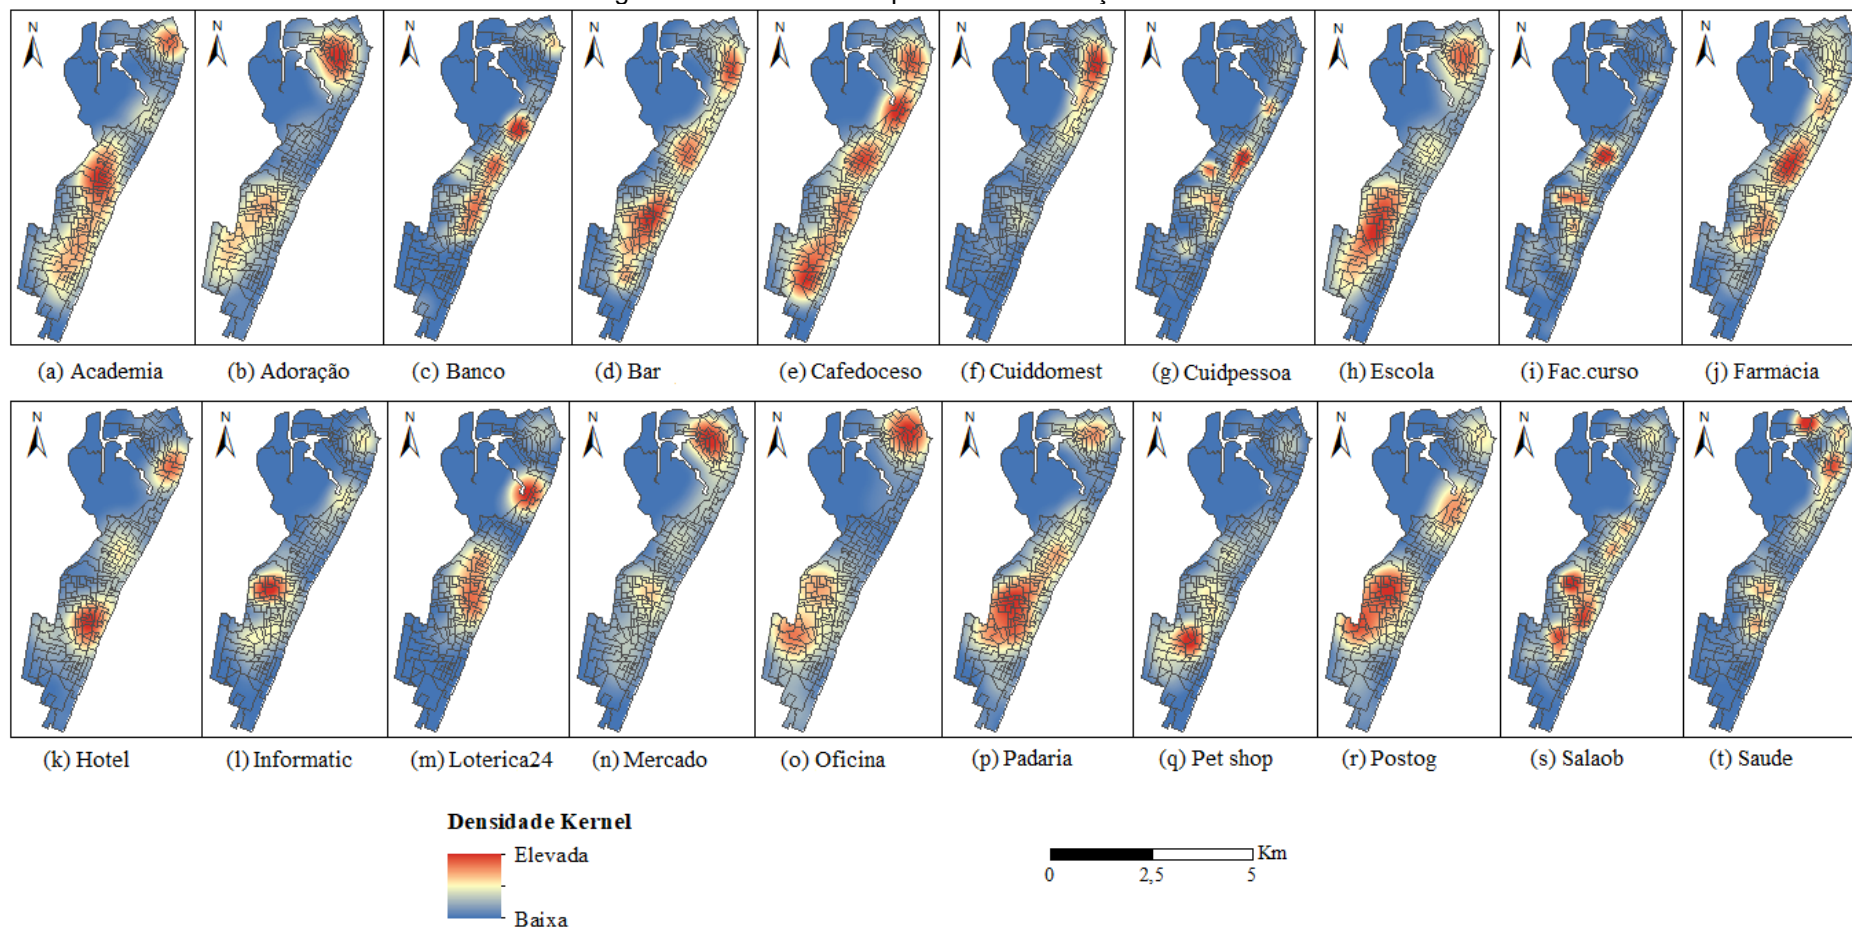 N N N N N N N N N N
(a) Academia (b) Adoração (c) Banco (d) Bar (e) Cafedoceso (f) Cuiddomest (g) Cuidpessoa (h) Escola (i) Fac.curso (j) Farmácia
N N N N N N N N N N
(k) Hotel (l) Informatic (m) Loterica24 (n) Mercado (o) Oficina (p) Padaria (q) Pet shop (r) Postog (s) Salaob (t) Saude
Densidade Kernel
Elevada
Baixa
Km
0 2,5 5